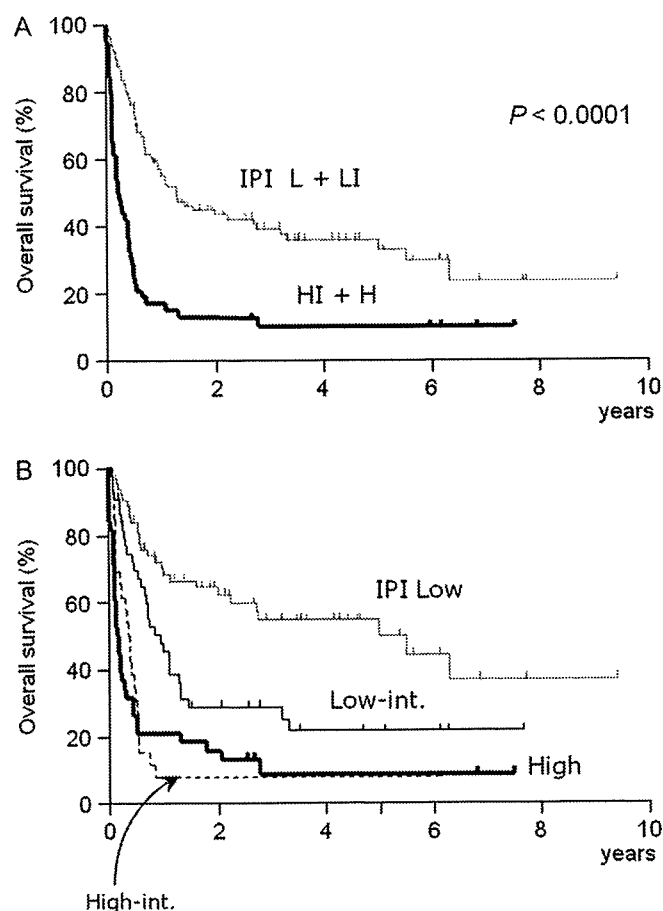 A
100
80
60
40
20
0
Overall survival (%)
P < 0.0001
IPI L + LI
HI + H
0 2 4 6 8 10
years
B
100
80
60
40
20
0
Overall survival (%)
IPI Low
Low-int.
High
0 2 4 6 8 10
years
High-int.